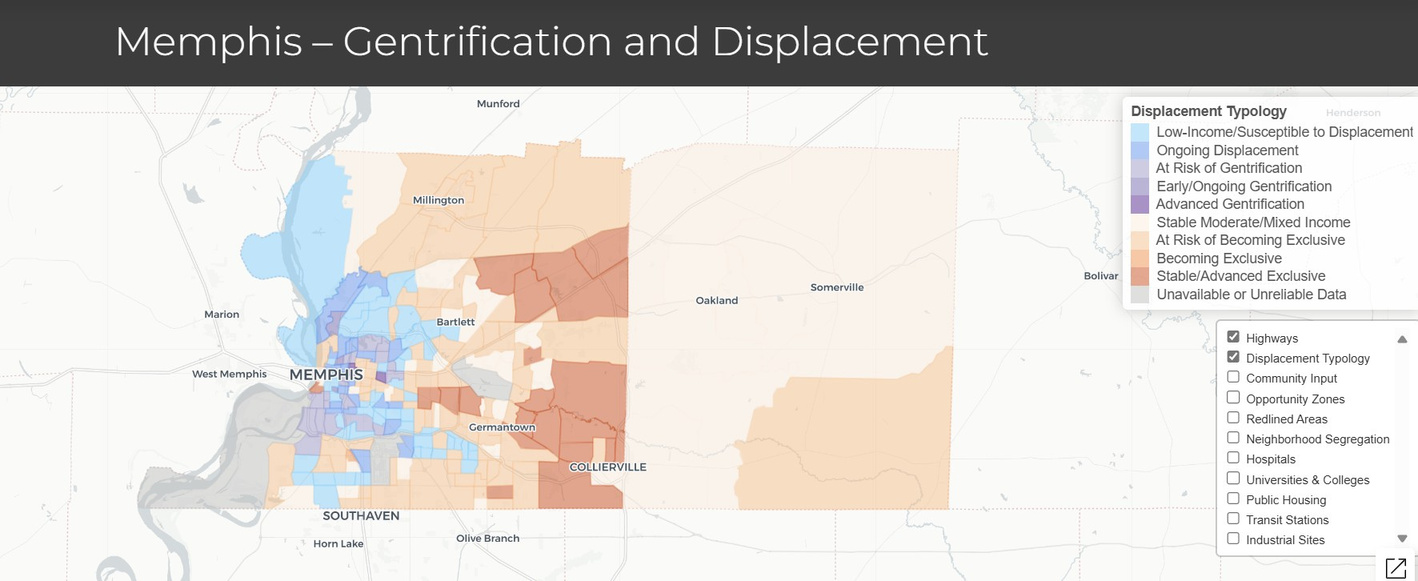 Memphis – Gentrification and Displacement
Munford
Displacement Typology
Henderson
Low-Income/Susceptible to Displacement
Ongoing Displacement
At Risk of Gentrification
Early/Ongoing Gentrification
Advanced Gentrification
Stable Moderate/Mixed Income
At Risk of Becoming Exclusive
Becoming Exclusive
Stable/Advanced Exclusive
Unavailable or Unreliable Data
Millington
Bolivar
Somerville
Oakland
Marion
Bartlett
West Memphis
MEMPHIS
Germantown
COLLIERVILLE
SOUTHAVEN
Horn Lake
Olive Branch
Highways
Displacement Typology
Community Input
Opportunity Zones
Redlined Areas
Neighborhood Segregation
Hospitals
Universities & Colleges
Public Housing
Transit Stations
Industrial Sites